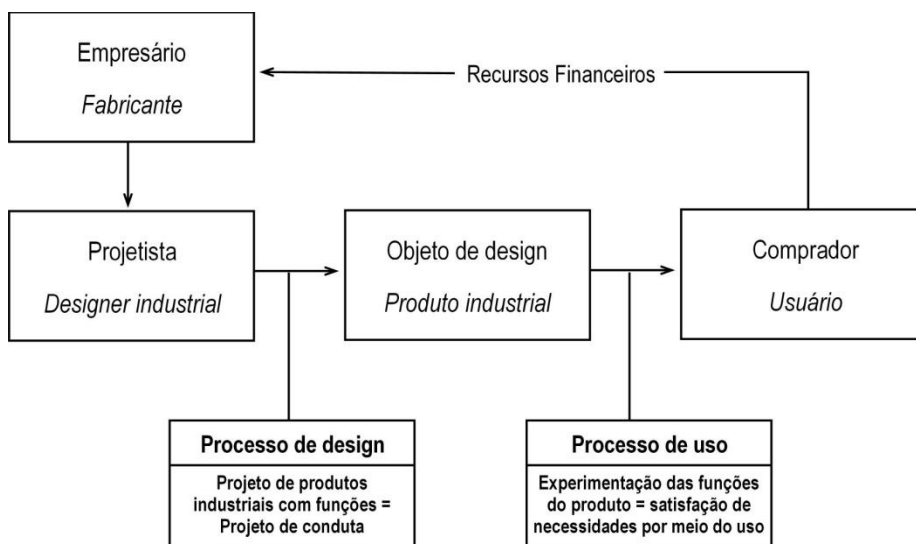 Empresário
Fabricante
Recursos Financeiros
Projetista
Designer industrial
Objeto de design
Produto industrial
Comprador
Usuário
Processo de design
Projeto de produtos
industriais com funções =
Projeto de conduta
Processo de uso
Experimentação das funções
do produto = satisfação de
necessidades por meio do uso